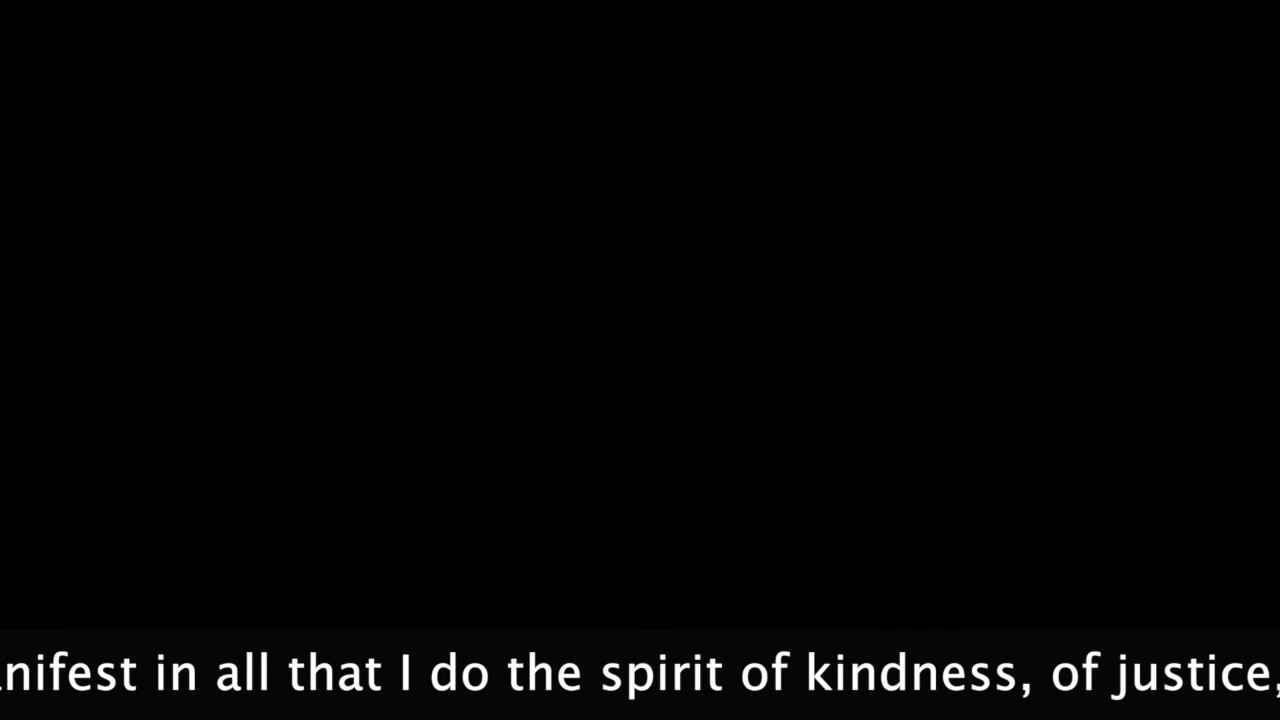 nifest in all that I do the spirit of kindness, of justice,